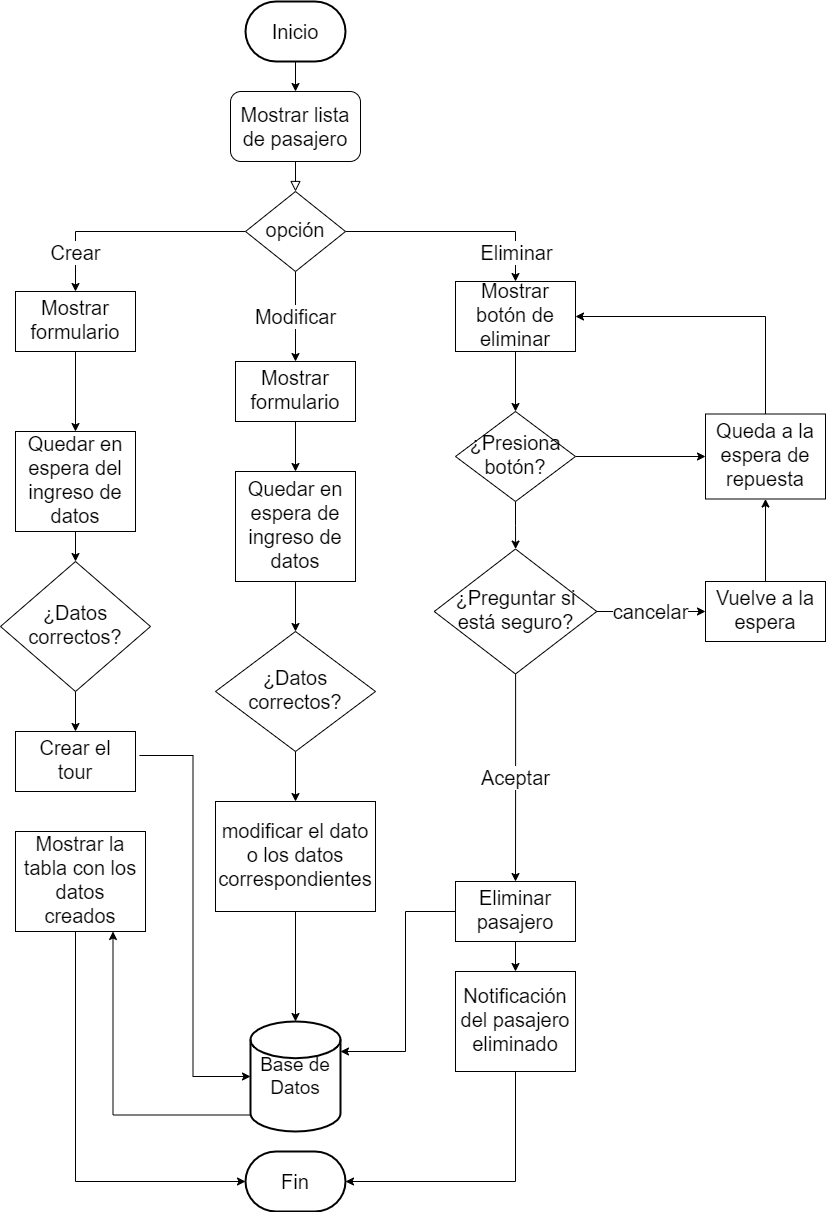 Inicio
Mostrar lista
de pasajero
opción
Crear
Mostrar
formulario
Quedar en
espera del
ingreso de
datos
¿Datos
correctos?
Crear el
tour
Mostrar la
tabla con los
datos
creados
Modificar
Mostrar
formulario
Quedar en
espera de
ingreso de
datos
¿Datos
correctos?
modificar el dato
o los datos
correspondientes
Base de
Datos
Eliminar
Mostrar
botón de
eliminar
¿Presiona
botón?
Queda a la
espera de
repuesta
¿Preguntar si
está seguro?
cancelar
Vuelve a la
espera
Aceptar
Eliminar
pasajero
Notificación
del pasajero
eliminado
Fin